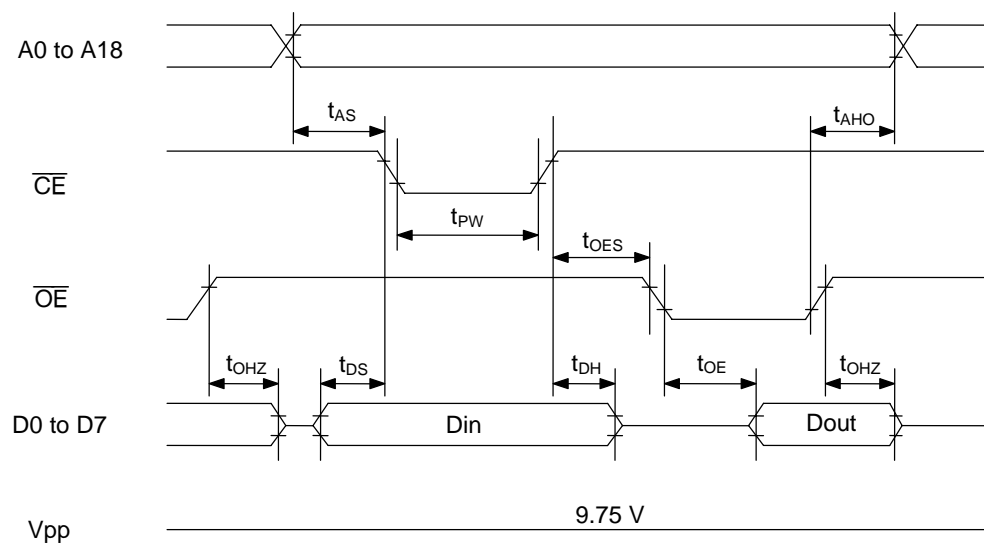 A0 to A18
tAS
tAHO
CE
tPW
tOES
OE
tOHZ
tDS
tDH
tOE
tOHZ
D0 to D7
Din
Dout
9.75 V
Vpp